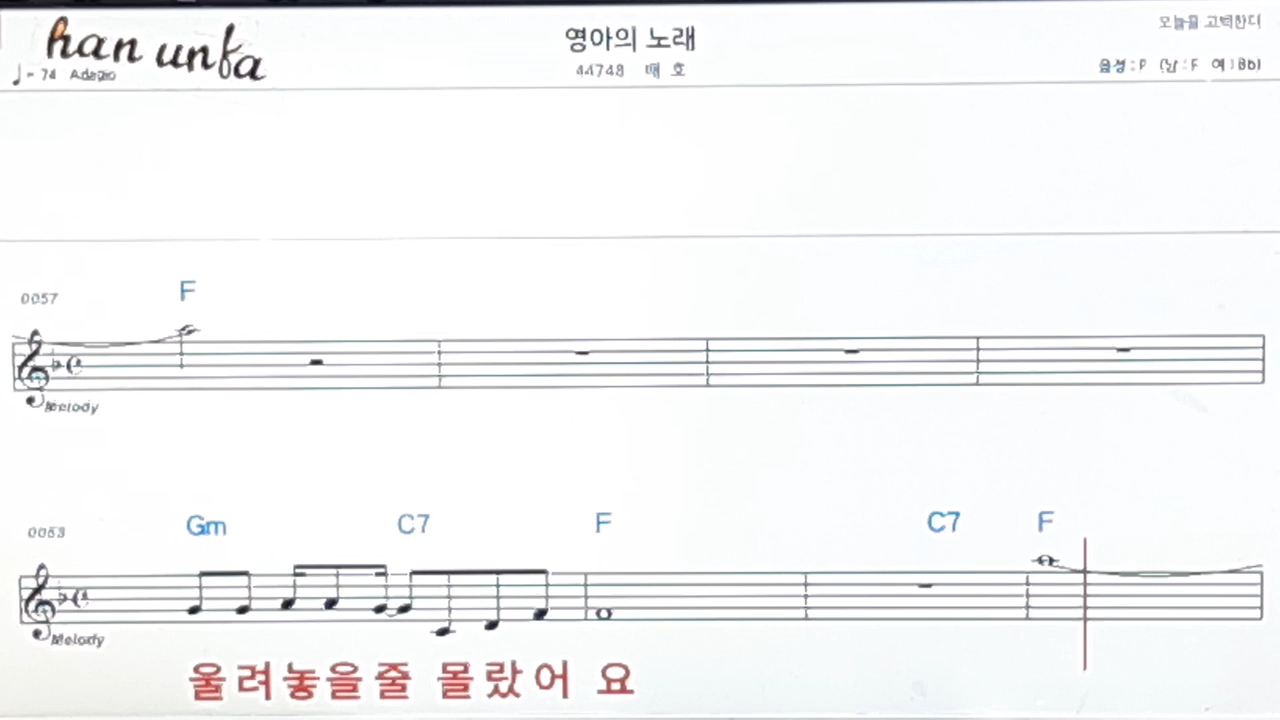 han unfa
영아의 노래
오늘을 고백한다
♩= 74 Adagio
44748 매 호
음성 : P (남 : F 여 : Bb)
0057 F
Melody
0053 Gm C7 F C7 F
Melody
울려놓을줄 몰랐어 요